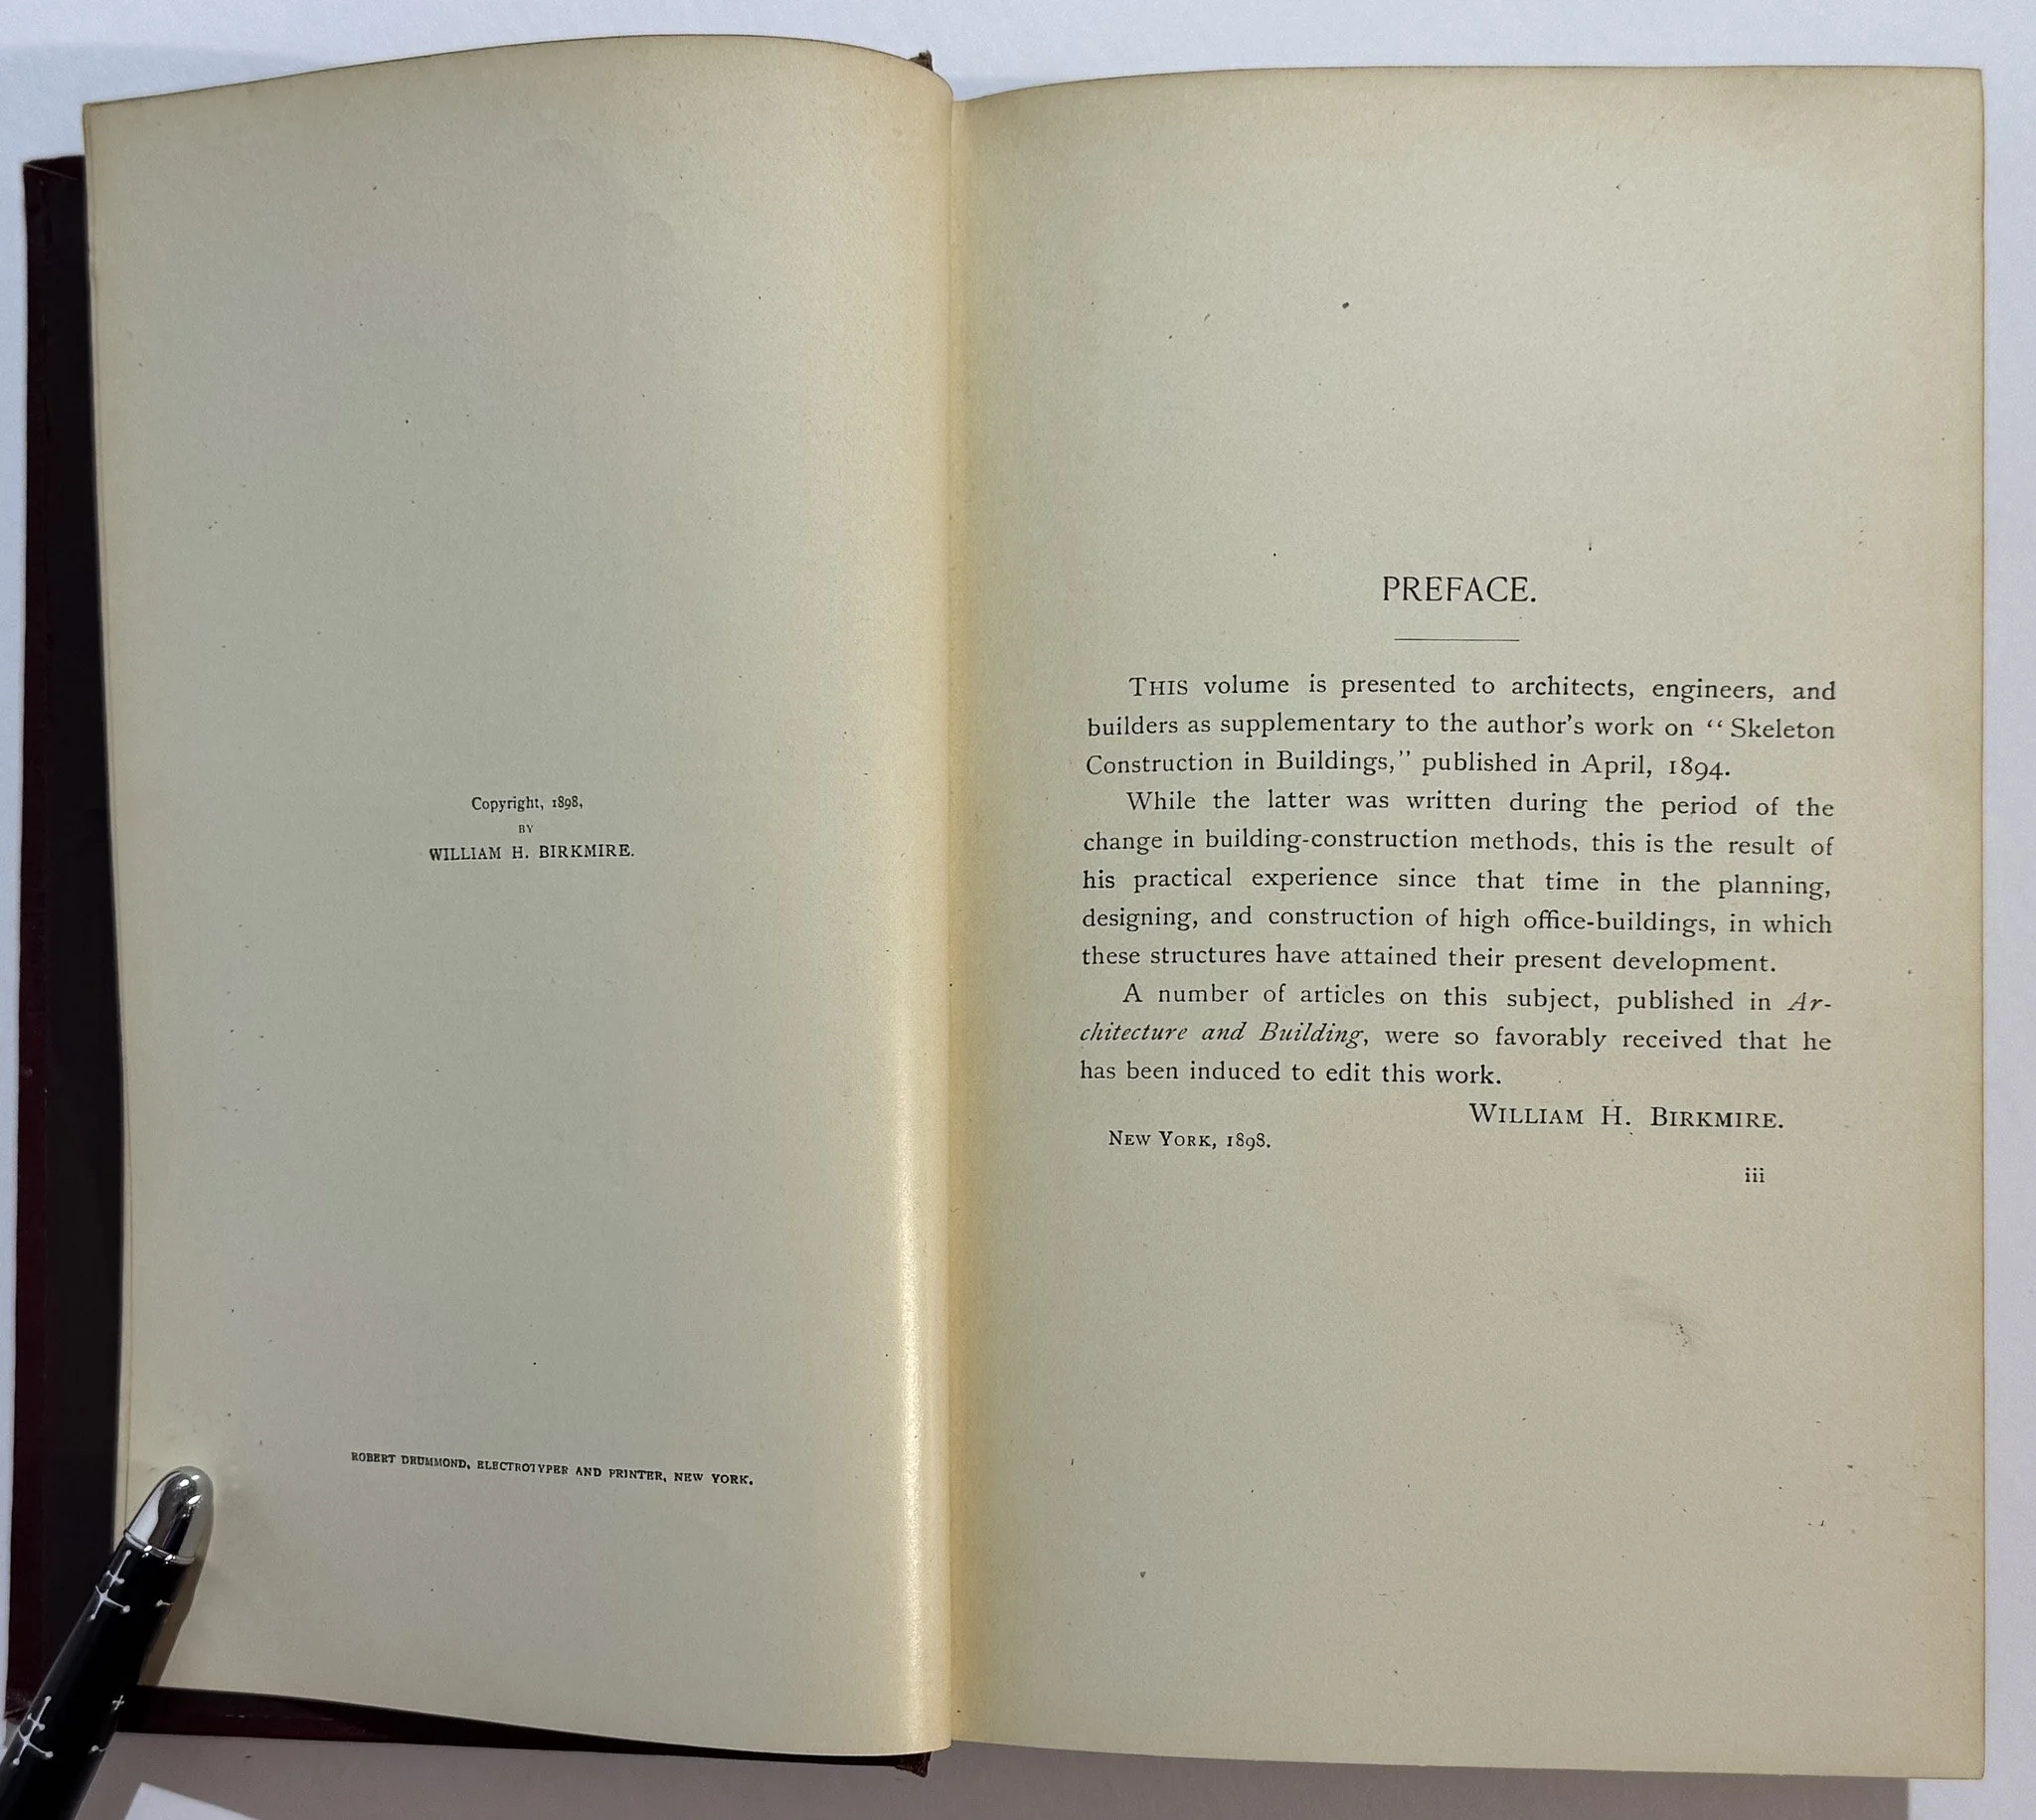 Copyright, 1898,
BY
WILLIAM H. BIRKMIRE.
ROBERT DRUMMOND, ELECTROTYPER AND PRINTER, NEW YORK.
PREFACE.
THIS volume is presented to architects, engineers, and
builders as supplementary to the author's work on “Skeleton
Construction in Buildings,” published in April, 1894.
While the latter was written during the period of the
change in building-construction methods, this is the result of
his practical experience since that time in the planning,
designing, and construction of high office-buildings, in which
these structures have attained their present development.
A number of articles on this subject, published in Ar-
chitecture and Building, were so favorably received that he
has been induced to edit this work.
WILLIAM H. BIRKMIRE.
NEW YORK, 1898.
iii